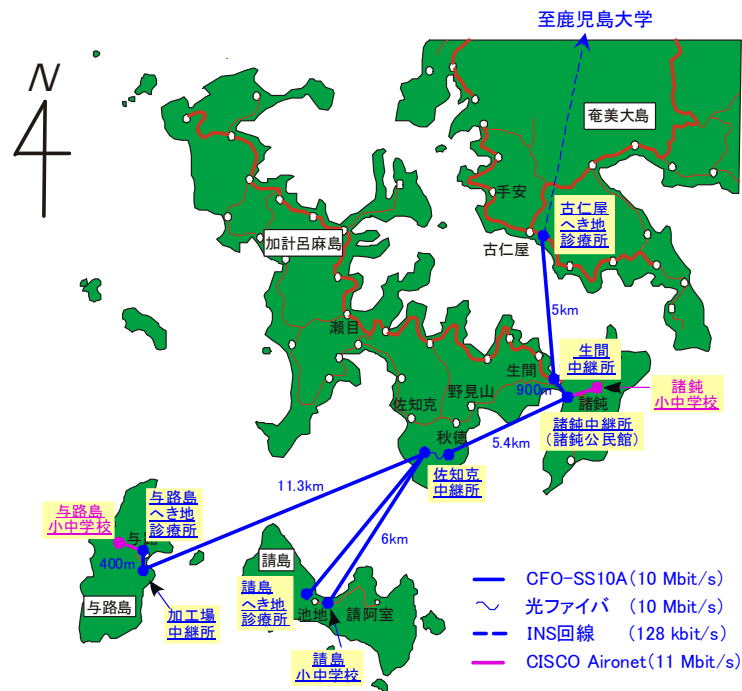 至鹿児島大学
N
奄美大島
手安
古仁屋
へき地
診療所
古仁屋
加計呂麻島
5km
瀬目
生間
中継所
生間
900m
諸鈍
諸鈍
小中学校
野見山
佐知克
諸鈍中継所
(諸鈍公民館)
秋徳
5.4km
佐知克
中継所
11.3km
与路島
へき地
診療所
与路島
小中学校
与路
400m
6km
請島
請島
へき地
診療所
池地
請阿室
与路島
加工場
中継所
請島
小中学校
CFO-SS10A(10 Mbit/s)
光ファイバ (10 Mbit/s)
INS回線 (128 kbit/s)
CISCO Aironet(11 Mbit/s)